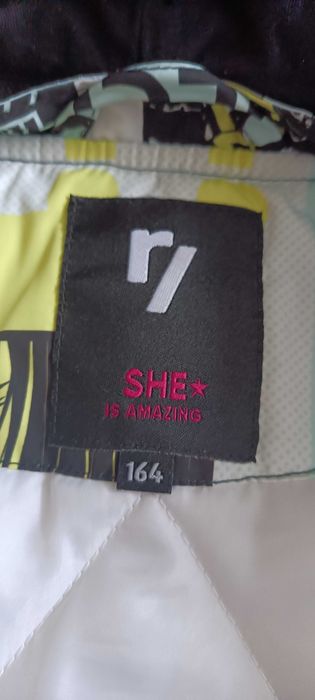 r/
SHE★
IS AMAZING
164